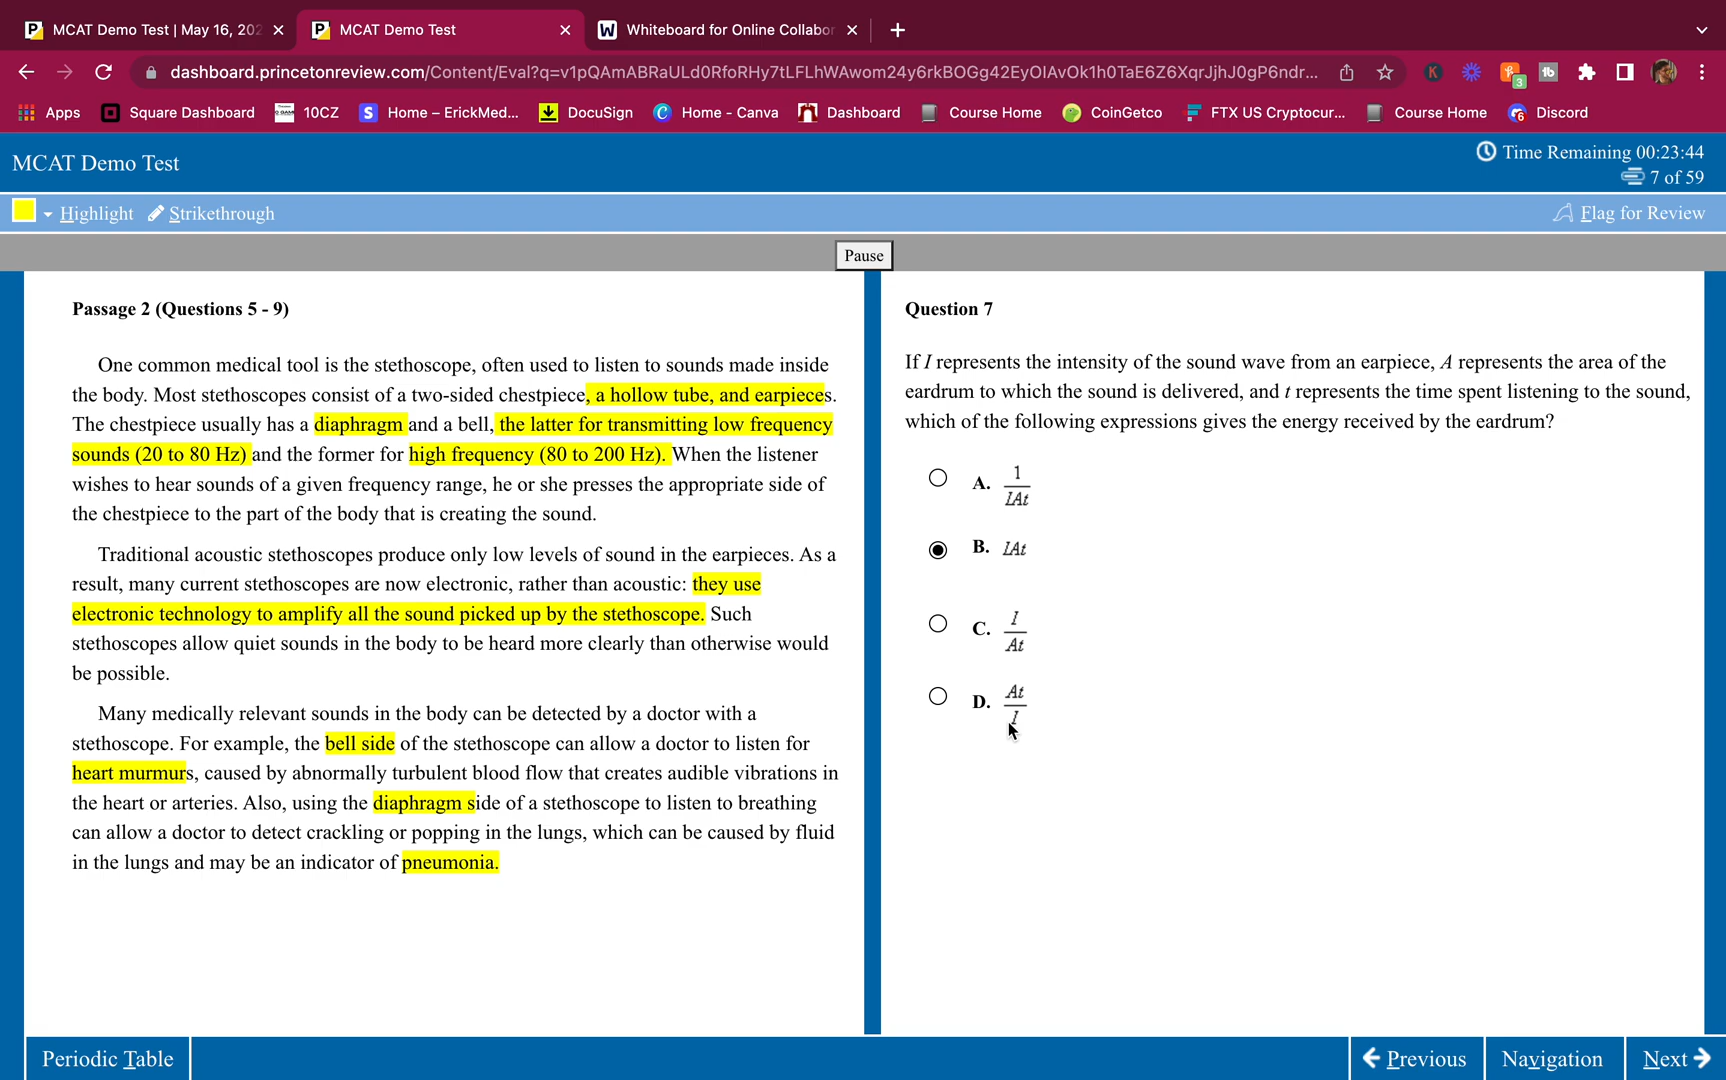 MCAT Demo Test | May 16, 202
MCAT Demo Test
Whiteboard for Online Collabor
dashboard.princetonreview.com/Content/Eval?q=v1pQAmABRaULd0RfoRHy7tLFLhWAwom24y6rkBOGg42EyOlAvOk1h0TaE6Z6XqrJjhJ0gP6ndr...
Apps
Square Dashboard
10CZ
Home – ErickMed...
DocuSign
Home - Canva
Dashboard
Course Home
CoinGetco
FTX US Cryptocur...
Course Home
Discord
MCAT Demo Test
Time Remaining 00:23:44
7 of 59
Highlight
Strikethrough
Flag for Review
Pause
Passage 2 (Questions 5 - 9)
One common medical tool is the stethoscope, often used to listen to sounds made inside
the body. Most stethoscopes consist of a two-sided chestpiece, a hollow tube, and earpieces.
The chestpiece usually has a diaphragm and a bell, the latter for transmitting low frequency
sounds (20 to 80 Hz) and the former for high frequency (80 to 200 Hz). When the listener
wishes to hear sounds of a given frequency range, he or she presses the appropriate side of
the chestpiece to the part of the body that is creating the sound.
Traditional acoustic stethoscopes produce only low levels of sound in the earpieces. As a
result, many current stethoscopes are now electronic, rather than acoustic: they use
electronic technology to amplify all the sound picked up by the stethoscope. Such
stethoscopes allow quiet sounds in the body to be heard more clearly than otherwise would
be possible.
Many medically relevant sounds in the body can be detected by a doctor with a
stethoscope. For example, the bell side of the stethoscope can allow a doctor to listen for
heart murmurs, caused by abnormally turbulent blood flow that creates audible vibrations in
the heart or arteries. Also, using the diaphragm side of a stethoscope to listen to breathing
can allow a doctor to detect crackling or popping in the lungs, which can be caused by fluid
in the lungs and may be an indicator of pneumonia.
Question 7
If I represents the intensity of the sound wave from an earpiece, A represents the area of the
eardrum to which the sound is delivered, and t represents the time spent listening to the sound,
which of the following expressions gives the energy received by the eardrum?
A. 1
IAt
B. IAt
C. I
At
D. At
I
Periodic Table
Previous
Navigation
Next